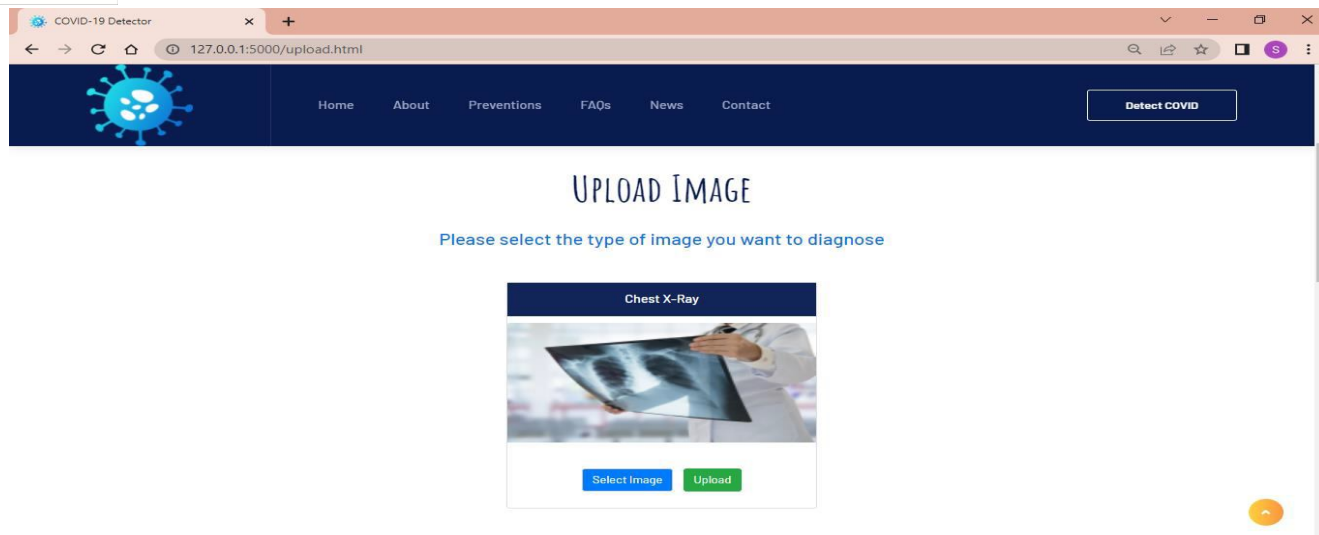 COVID-19 Detector
127.0.0.1:5000/upload.html
S
Home About Preventions FAQs News Contact
Detect COVID
UPLOAD IMAGE
Please select the type of image you want to diagnose
Chest X-Ray
Select Image Upload